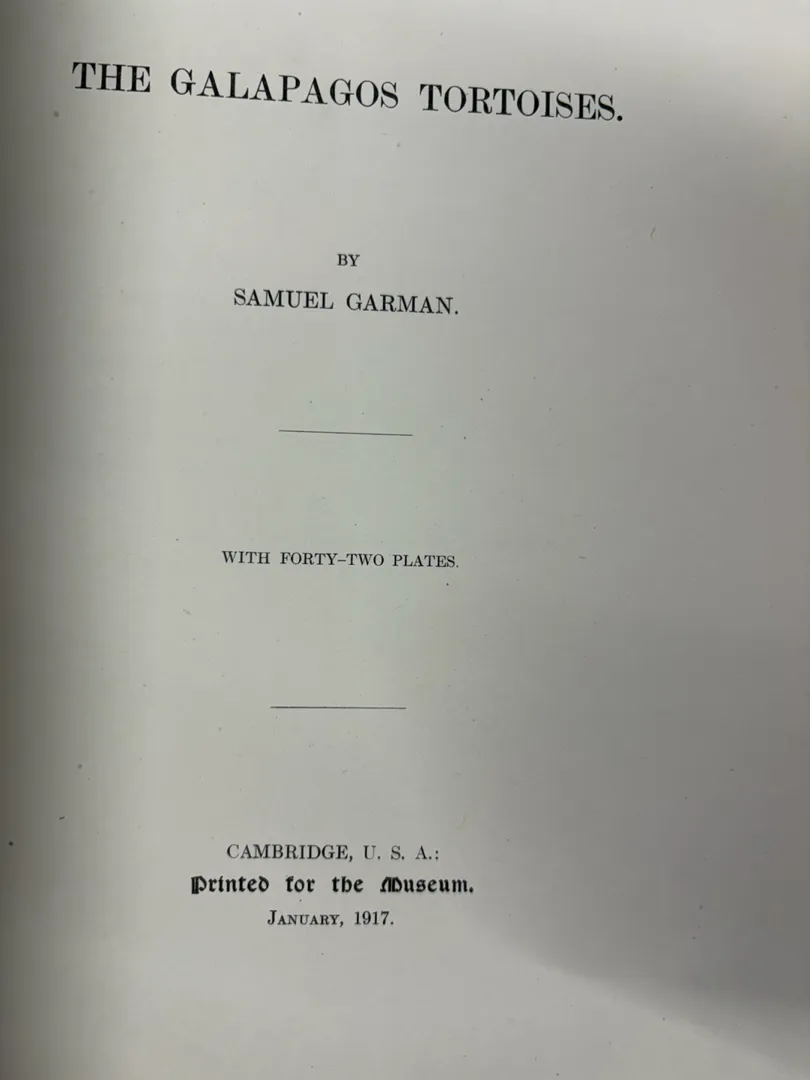 THE GALAPAGOS TORTOISES.
BY
SAMUEL GARMAN.
WITH FORTY-TWO PLATES.
CAMBRIDGE, U. S. A.:
Printed for the Museum.
JANUARY, 1917.